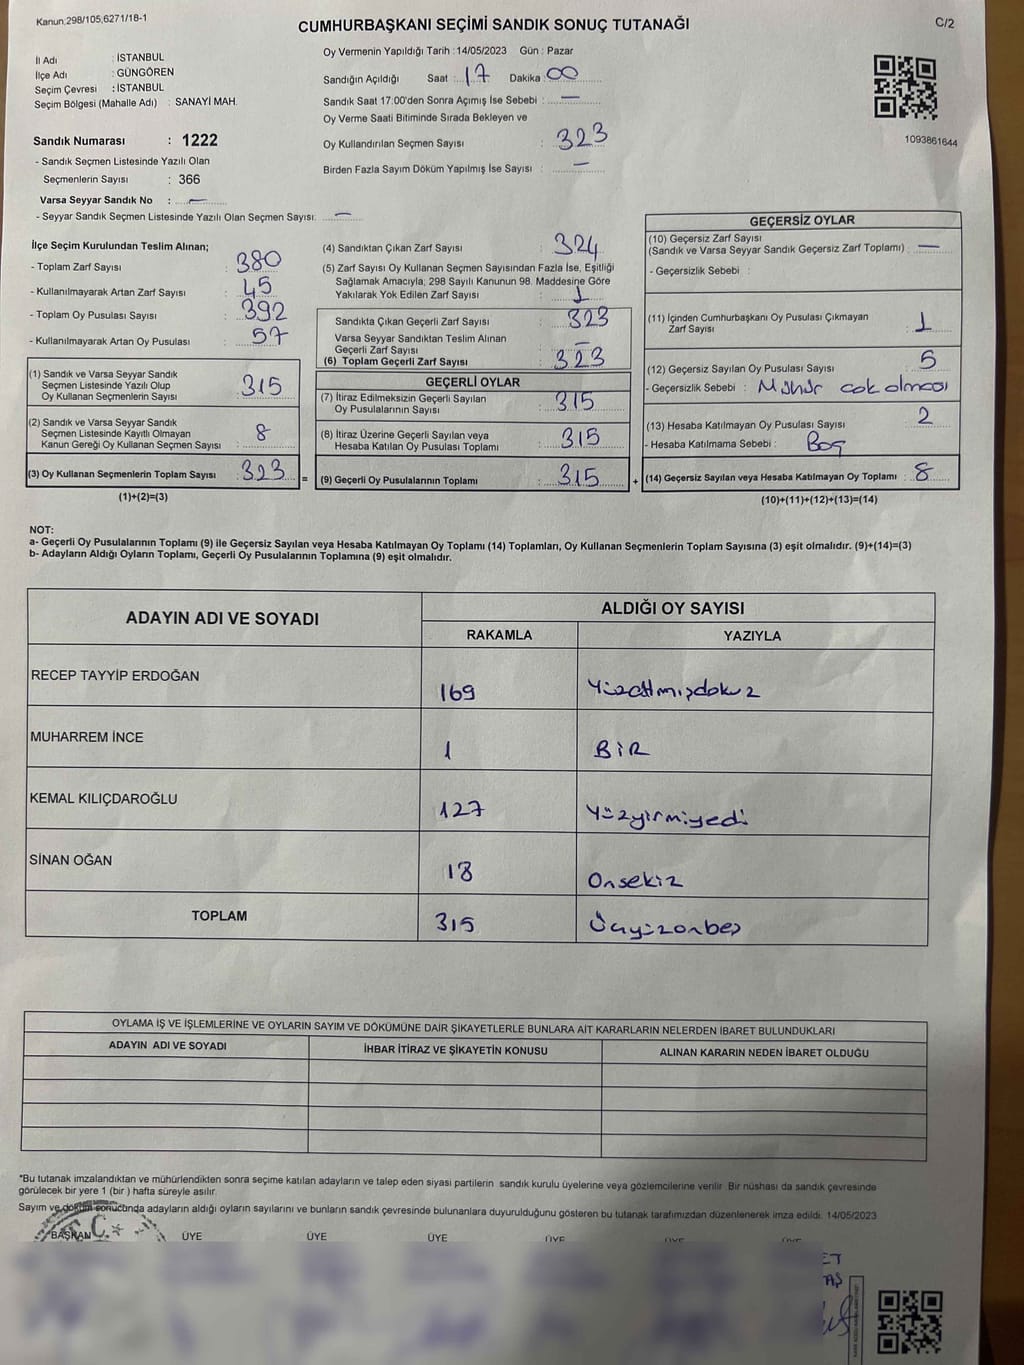 Kanun;298/105,6271/18-1
CUMHURBAŞKANI SEÇİMİ SANDIK SONUÇ TUTANAĞI
C/2
İl Adı : İSTANBUL
İlçe Adı : GÜNGÖREN
Seçim Çevresi : İSTANBUL
Seçim Bölgesi (Mahalle Adı) : SANAYİ MAH.
Sandık Numarası : 1222
- Sandık Seçmen Listesinde Yazılı Olan
Seçmenlerin Sayısı : 366
Varsa Seyyar Sandık No : —
- Seyyar Sandık Seçmen Listesinde Yazılı Olan Seçmen Sayısı: —
Oy Vermenin Yapıldığı Tarih : 14/05/2023 Gün : Pazar
Sandığın Açıldığı Saat : 17 Dakika : 00
Sandık Saat 17:00'den Sonra Açımış İse Sebebi : —
Oy Verme Saati Bitiminde Sırada Bekleyen ve
Oy Kullandırılan Seçmen Sayısı : 323
Birden Fazla Sayım Döküm Yapılmış İse Sayısı : —
1093861644
İlçe Seçim Kurulundan Teslim Alınan;
- Toplam Zarf Sayısı : 380
- Kullanılmayarak Artan Zarf Sayısı : 45
- Toplam Oy Pusulası Sayısı : 392
- Kullanılmayarak Artan Oy Pusulası : 57
(1) Sandık ve Varsa Seyyar Sandık
Seçmen Listesinde Yazılı Olup
Oy Kullanan Seçmenlerin Sayısı : 315
(2) Sandık ve Varsa Seyyar Sandık
Seçmen Listesinde Kayıtlı Olmayan
Kanun Gereği Oy Kullanan Seçmen Sayısı : 8
(3) Oy Kullanan Seçmenlerin Toplam Sayısı : 323 =
(1)+(2)=(3)
(4) Sandıktan Çıkan Zarf Sayısı : 324
(5) Zarf Sayısı Oy Kullanan Seçmen Sayısından Fazla İse, Eşitliği
Sağlamak Amacıyla; 298 Sayılı Kanunun 98. Maddesine Göre
Yakılarak Yok Edilen Zarf Sayısı : 1
Sandıkta Çıkan Geçerli Zarf Sayısı : 323
Varsa Seyyar Sandıktan Teslim Alınan
Geçerli Zarf Sayısı : —
(6) Toplam Geçerli Zarf Sayısı : 323
GEÇERLİ OYLAR
(7) İtiraz Edilmeksizin Geçerli Sayılan
Oy Pusulalarının Sayısı : 315
(8) İtiraz Üzerine Geçerli Sayılan veya
Hesaba Katılan Oy Pusulası Toplamı : 315
(9) Geçerli Oy Pusulalarının Toplamı : 315 +
GEÇERSİZ OYLAR
(10) Geçersiz Zarf Sayısı
(Sandık ve Varsa Seyyar Sandık Geçersiz Zarf Toplamı) : —
- Geçersizlik Sebebi :
(11) İçinden Cumhurbaşkanı Oy Pusulası Çıkmayan
Zarf Sayısı : 1
(12) Geçersiz Sayılan Oy Pusulası Sayısı : 5
- Geçersizlik Sebebi : Mühür cok olması
(13) Hesaba Katılmayan Oy Pusulası Sayısı : 2
- Hesaba Katılmama Sebebi : Boş
(14) Geçersiz Sayılan veya Hesaba Katılmayan Oy Toplamı : 8
(10)+(11)+(12)+(13)=(14)
NOT:
a- Geçerli Oy Pusulalarının Toplamı (9) ile Geçersiz Sayılan veya Hesaba Katılmayan Oy Toplamı (14) Toplamları, Oy Kullanan Seçmenlerin Toplam Sayısına (3) eşit olmalıdır. (9)+(14)=(3)
b- Adayların Aldığı Oyların Toplamı, Geçerli Oy Pusulalarının Toplamına (9) eşit olmalıdır.
ADAYIN ADI VE SOYADI
ALDIĞI OY SAYISI
RAKAMLA YAZIYLA
RECEP TAYYİP ERDOĞAN 169 Yüzatmışdokuz
MUHARREM İNCE 1 BİR
KEMAL KILIÇDAROĞLU 127 Yüzyirmiyedi
SİNAN OĞAN 18 Onsekiz
TOPLAM 315 Üçyüzonbeş
OYLAMA İŞ VE İŞLEMLERİNE VE OYLARIN SAYIM VE DÖKÜMÜNE DAİR ŞİKAYETLERLE BUNLARA AİT KARARLARIN NELERDEN İBARET BULUNDUKLARI
ADAYIN ADI VE SOYADI İHBAR İTİRAZ VE ŞİKAYETİN KONUSU ALINAN KARARIN NEDEN İBARET OLDUĞU
*Bu tutanak imzalandıktan ve mühürlendikten sonra seçime katılan adayların ve talep eden siyasi partilerin sandık kurulu üyelerine veya gözlemcilerine verilir. Bir nüshası da sandık çevresinde
görülecek bir yere 1 (bir ) hafta süreyle asılır.
Sayım ve döküm sonucunda adayların aldığı oyların sayılarını ve bunların sandık çevresinde bulunanlara duyurulduğunu gösteren bu tutanak tarafımızdan düzenlenerek imza edildi. 14/05/2023
BAŞKAN ÜYE ÜYE ÜYE ÜYE ÜYE ÜYE